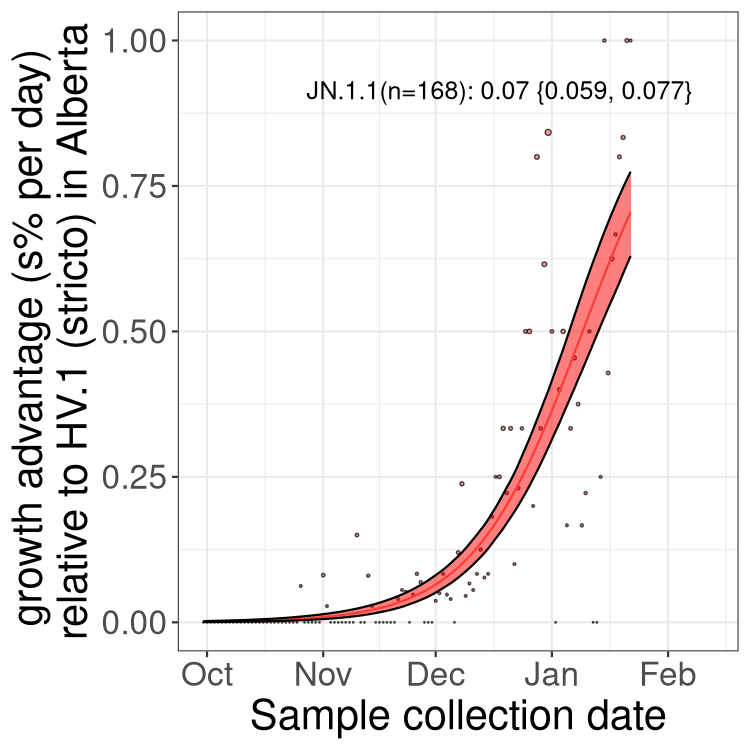 growth advantage (s% per day)
relative to HV.1 (stricto) in Alberta
1.00
0.75
0.50
0.25
0.00
JN.1.1(n=168): 0.07 {0.059, 0.077}
Oct Nov Dec Jan Feb
Sample collection date